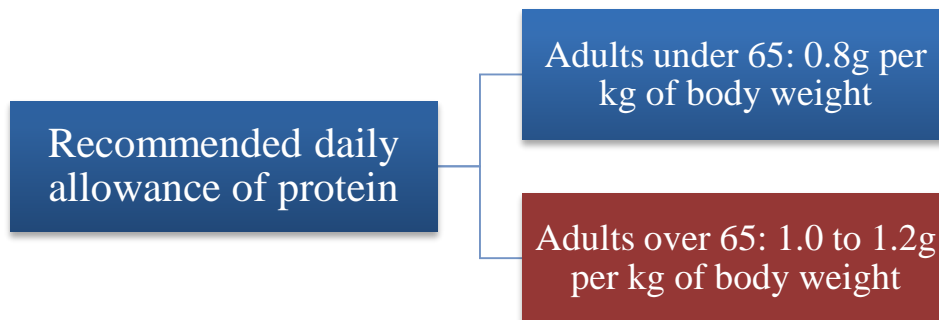 Recommended daily
allowance of protein
Adults under 65: 0.8g per
kg of body weight
Adults over 65: 1.0 to 1.2g
per kg of body weight